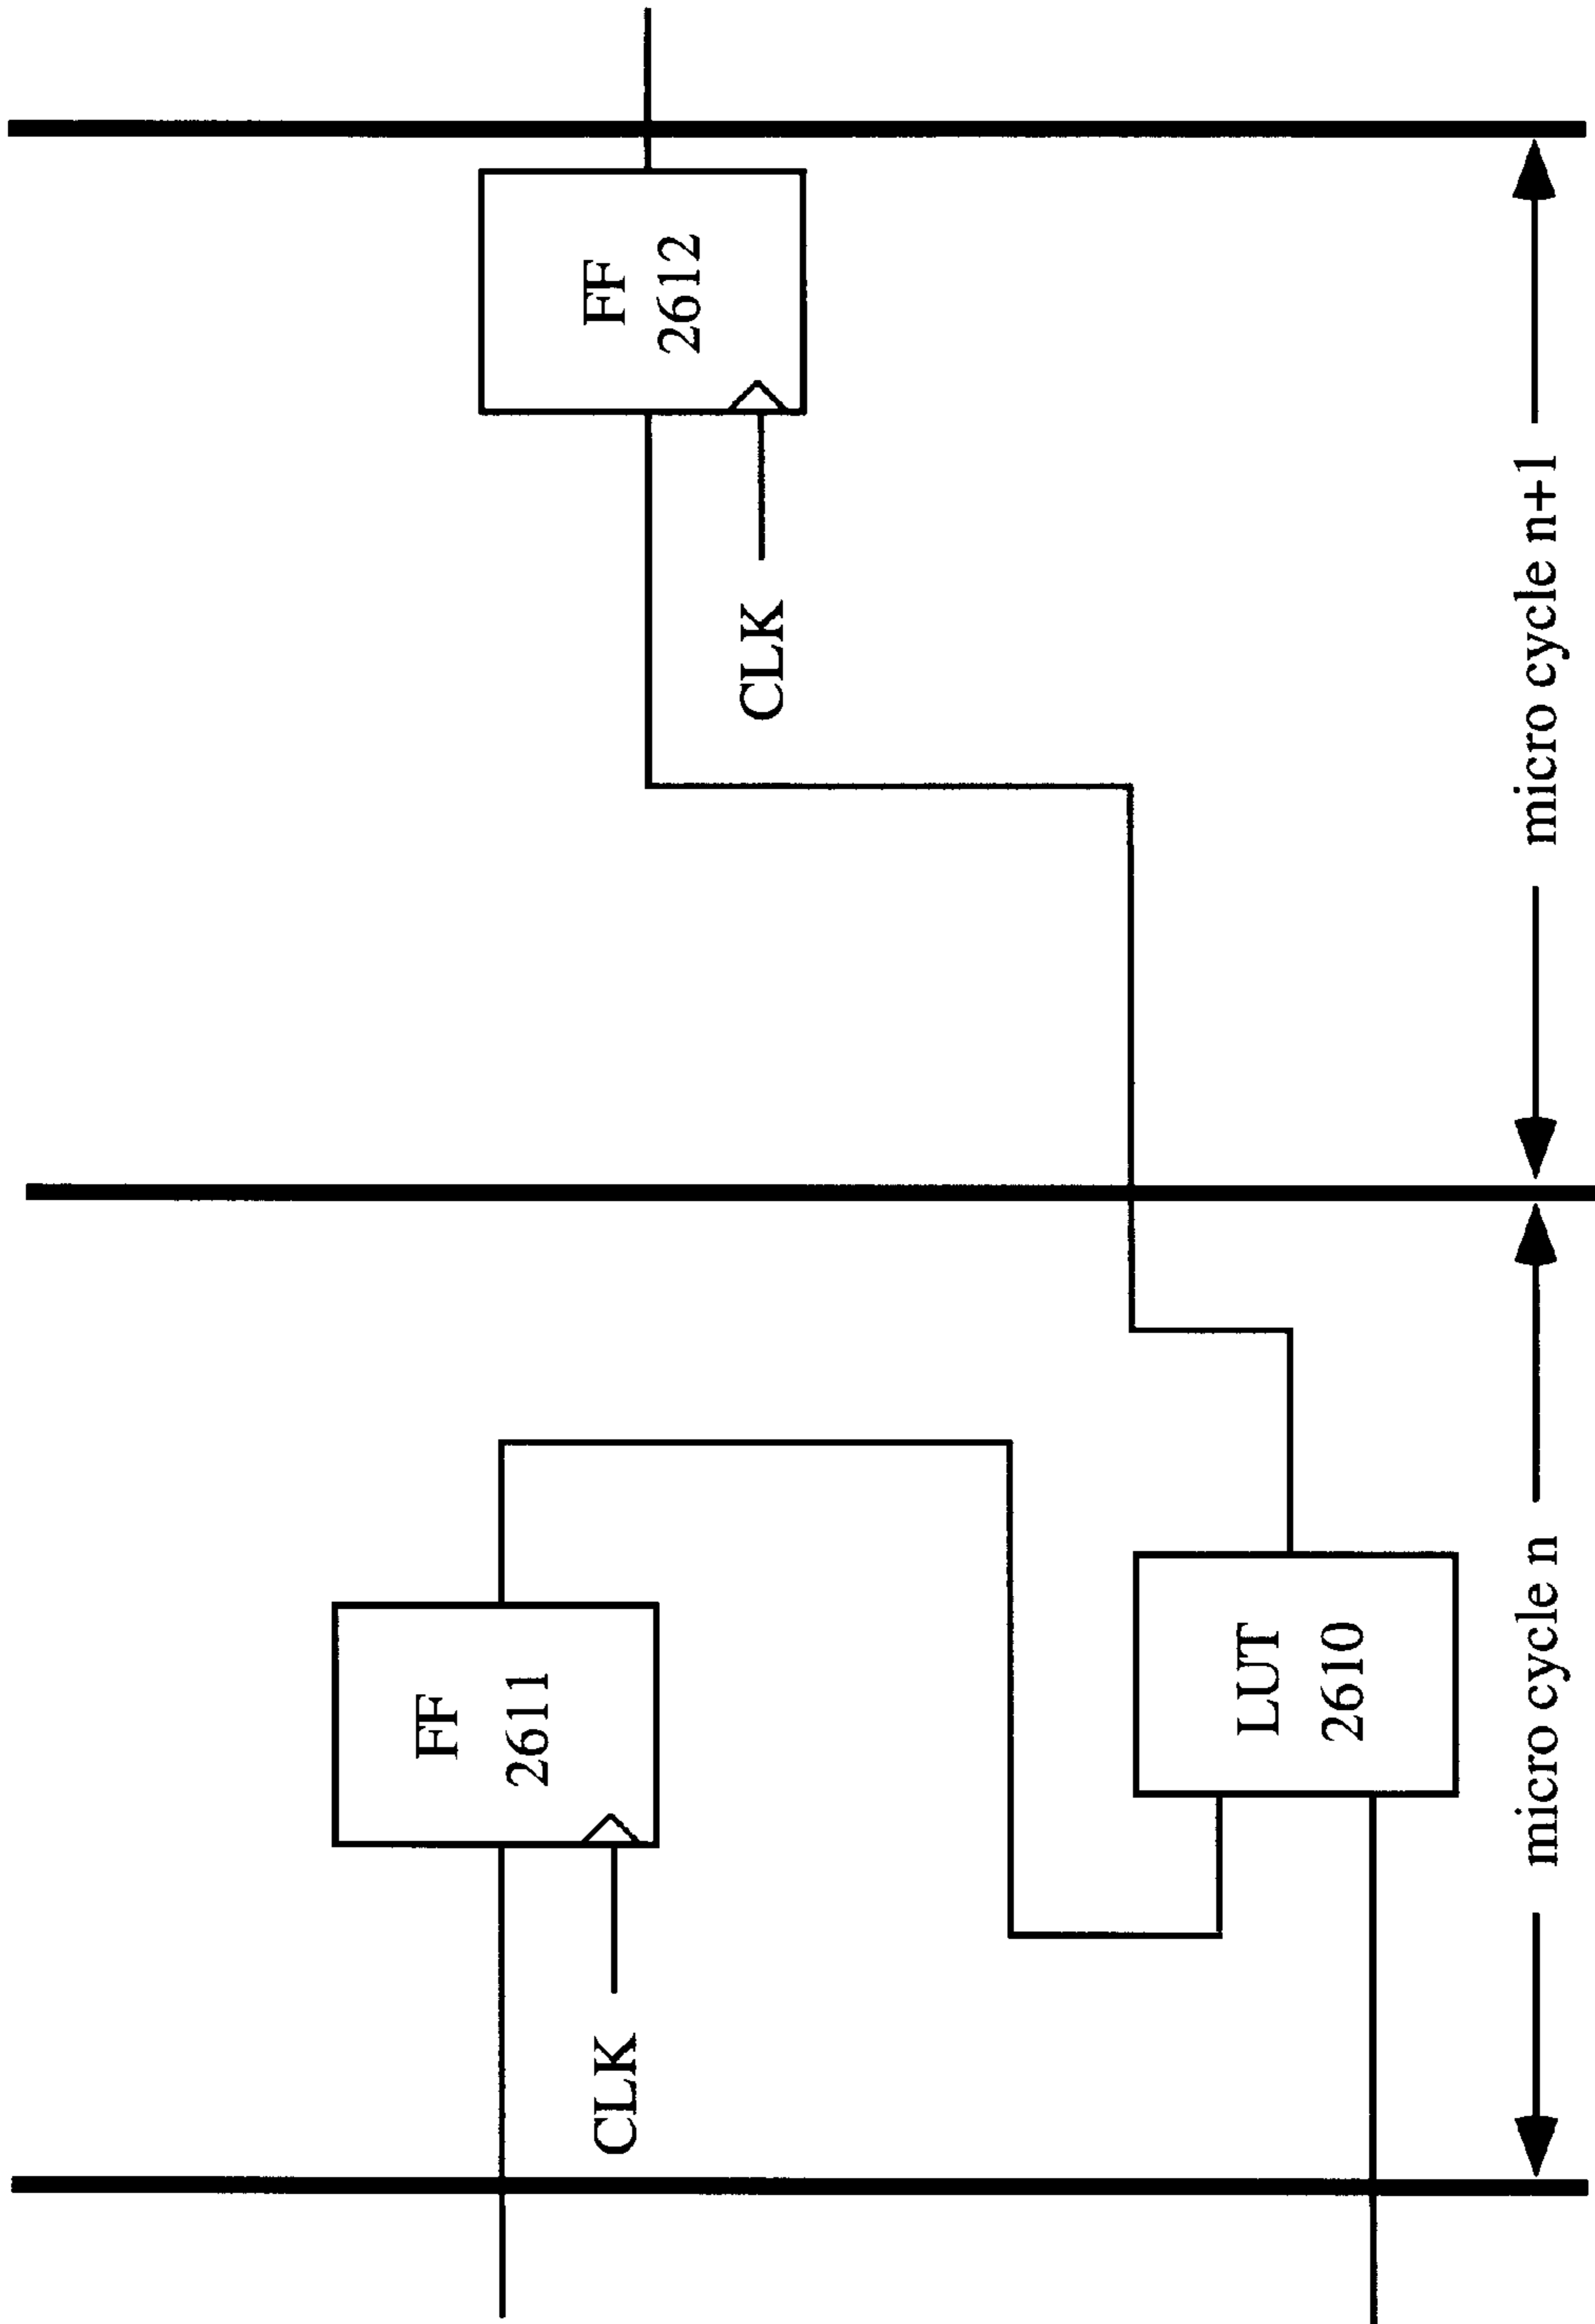 FF
2611
CLK
LUT
2610
micro cycle n
FF
2612
CLK
micro cycle n+1